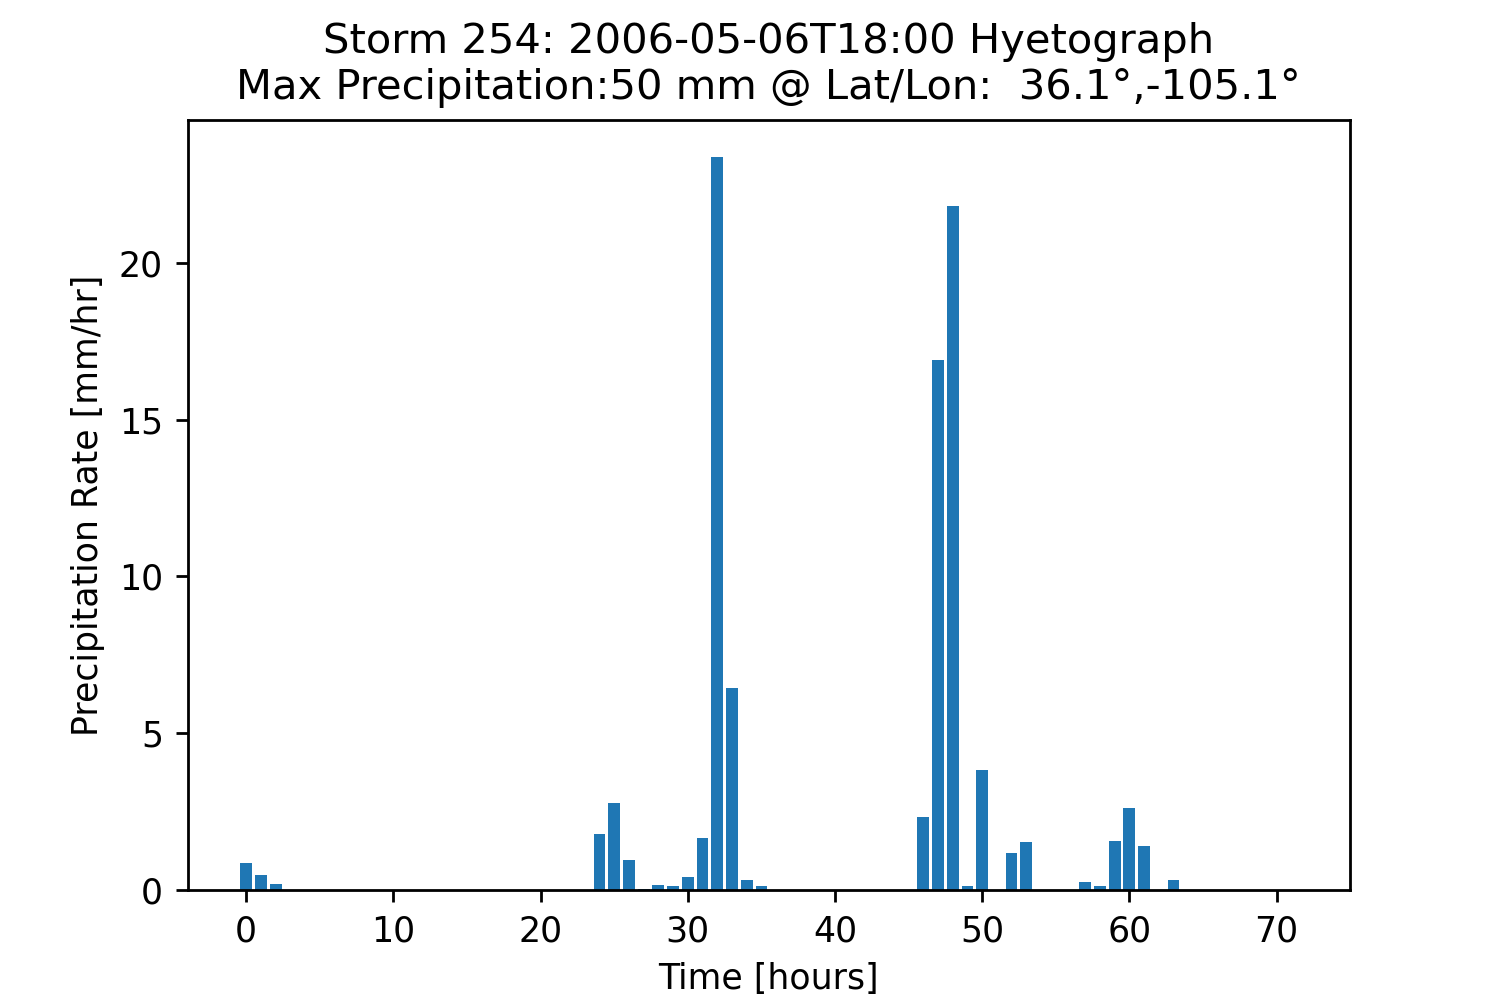 Storm 254: 2006-05-06T18:00 Hyetograph
Max Precipitation:50 mm @ Lat/Lon:  36.1°,-105.1°
Precipitation Rate [mm/hr]
20
15
10
5
0
0 10 20 30 40 50 60 70
Time [hours]